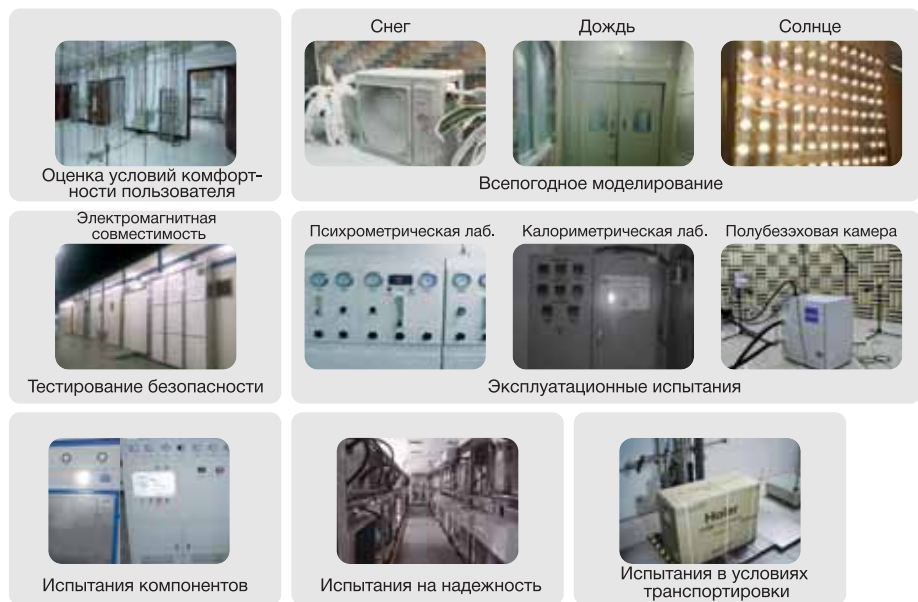 Снег
Дождь
Солнце
Оценка условий комфорт-
ности пользователя
Всепогодное моделирование
Электромагнитная
совместимость
Психрометрическая лаб.
Калориметрическая лаб.
Полубезэховая камера
Тестирование безопасности
Эксплуатационные испытания
Haier
Испытания компонентов
Испытания на надежность
Испытания в условиях
транспортировки